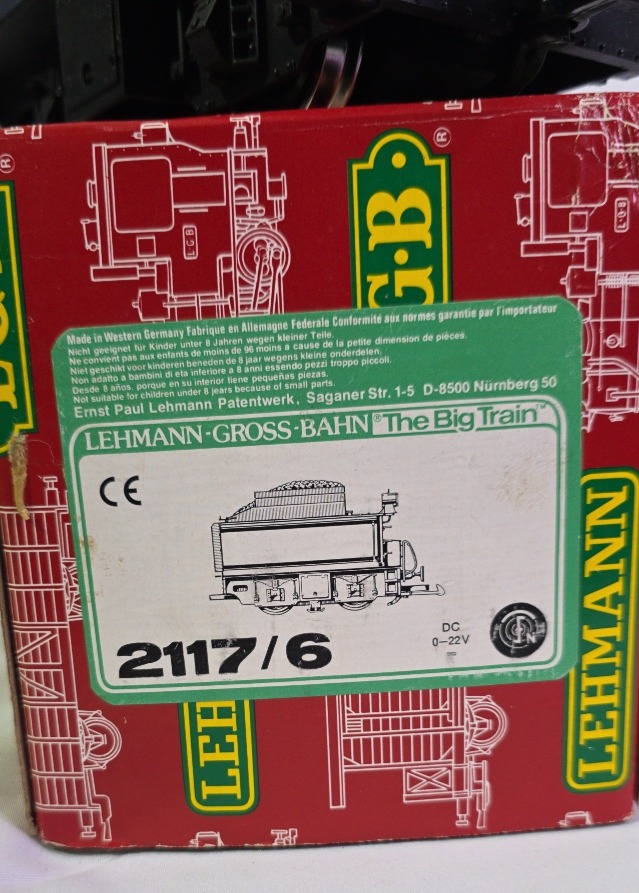 L G B
G·B
®
®
Made in Western Germany Fabrique en Allemagne Federale Conformité aux normes garantie par l'importateur
Nicht geeignet für Kinder unter 8 Jahren wegen kleiner Teile.
Ne convient pas aux enfants de moins de 96 moins a cause de la petite dimension de pièces.
Niet geschikt voor kinderen beneden de 8 jaar wegens kleine onderdelen.
Non adatto a bambini di eta inferiore a 8 anni essendo pezzi troppo piccoli.
Desde 8 años, porque en su interior tiene pequeñas piezas.
Not suitable for children under 8 jears because of small parts.
Ernst Paul Lehmann Patentwerk, Saganer Str. 1-5 D-8500 Nürnberg 50
LEHMANN-GROSS-BAHN ® The Big Train™
CE
DC
0–22V
2117/6
LEHMANN
LEH